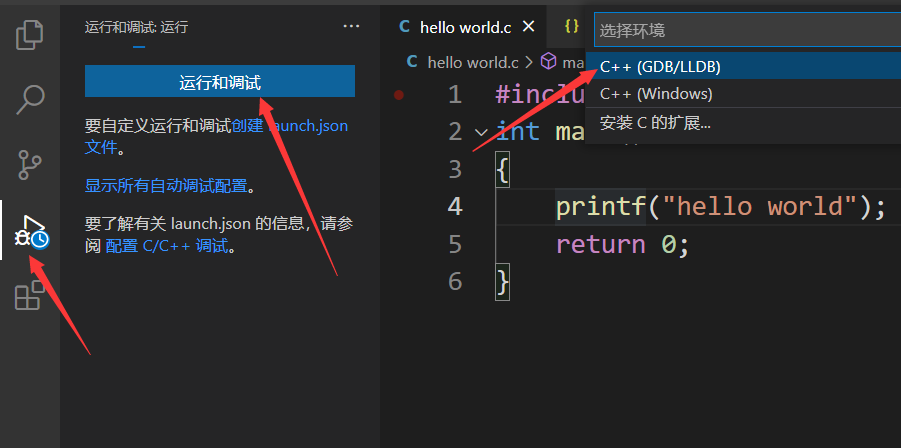 运行和调试: 运行
···
运行和调试
要自定义运行和调试创建 launch.json
文件。
显示所有自动调试配置。
要了解有关 launch.json 的信息，请参
阅 配置 C/C++ 调试。
C hello world.c ×
{}
C hello world.c > ma
选择环境
C++ (GDB/LLDB)
C++ (Windows)
安装 C 的扩展...
1 #inclu
2 int ma
3 {
4 printf("hello world");
5 return 0;
6 }